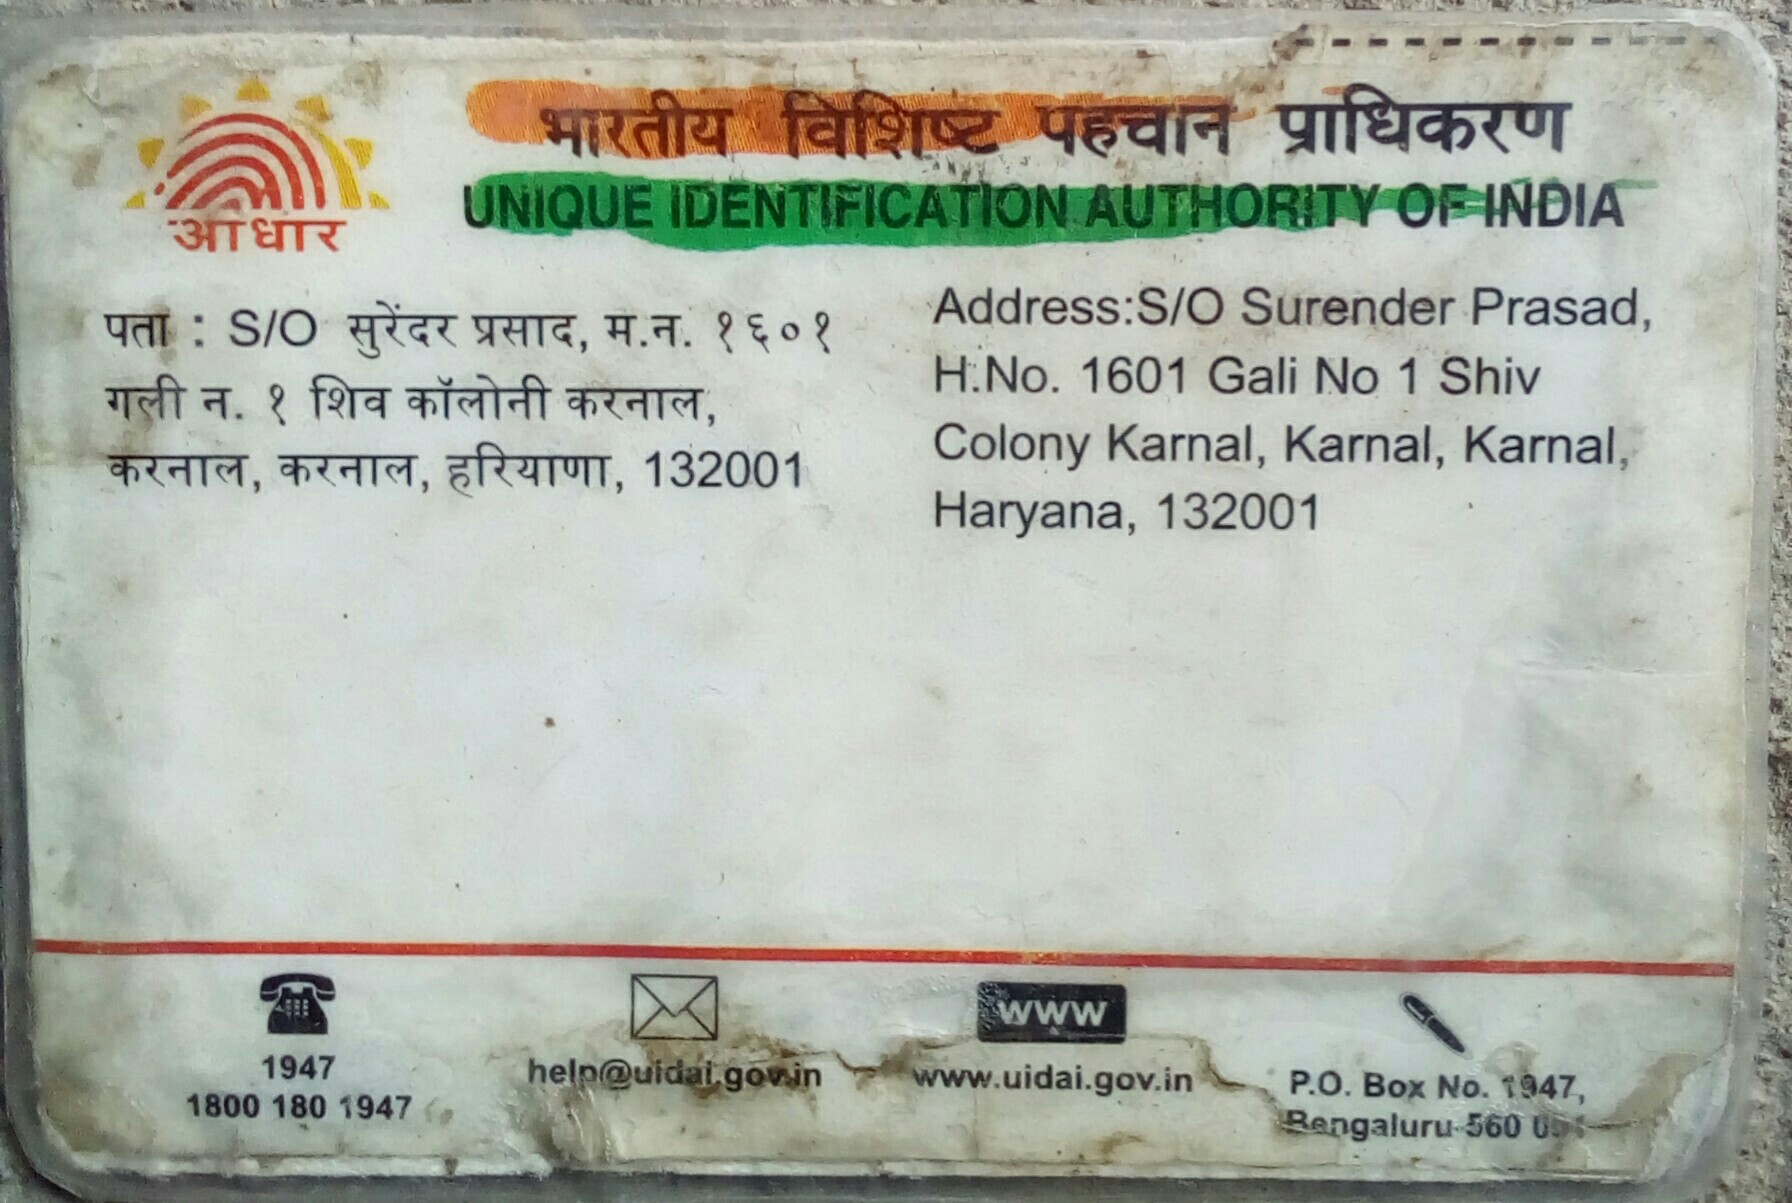 भारतीय विशिष्ट पहचान प्राधिकरण
UNIQUE IDENTIFICATION AUTHORITY OF INDIA
आधार
पता : S/O सुरेंदर प्रसाद, म.न. १६०१
गली न. १ शिव कॉलोनी करनाल,
करनाल, करनाल, हरियाणा, 132001
Address:S/O Surender Prasad,
H.No. 1601 Gali No 1 Shiv
Colony Karnal, Karnal, Karnal,
Haryana, 132001
1947
1800 180 1947
help@uidai.gov.in
WWW
www.uidai.gov.in
P.O. Box No. 1947,
Bengaluru-560